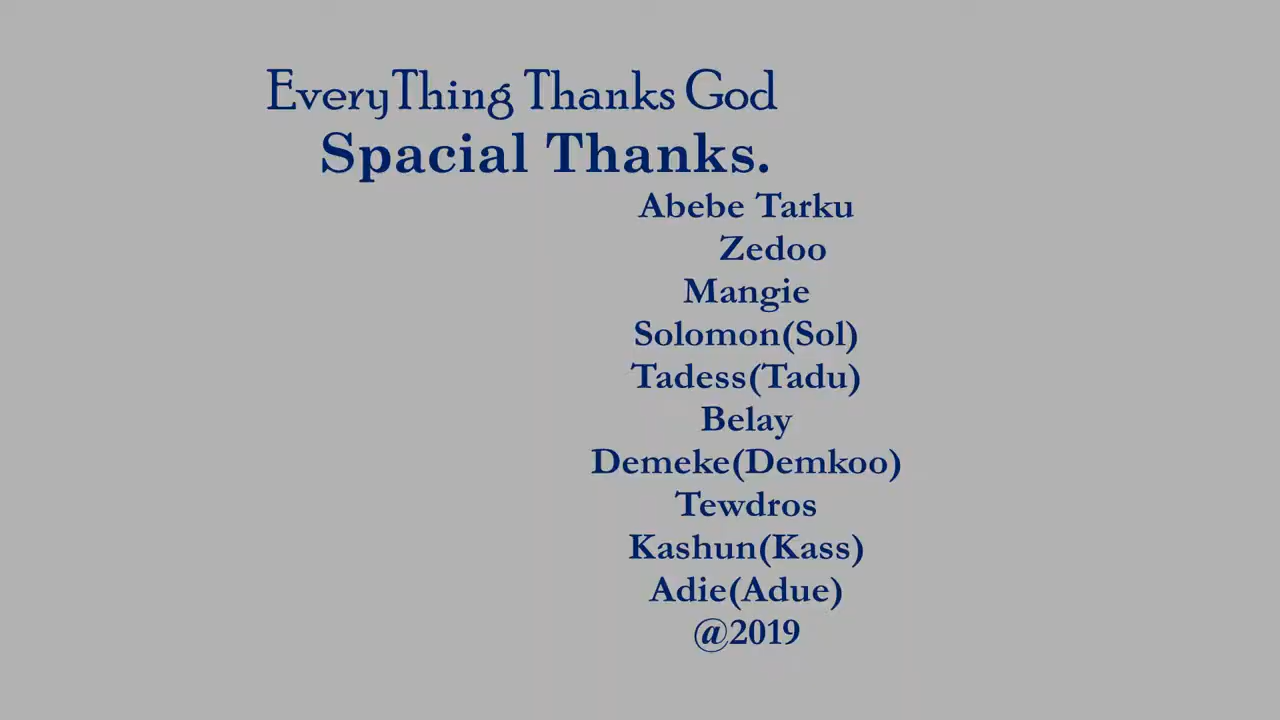 EveryThing Thanks God
Spacial Thanks.
Abebe Tarku
Zedoo
Mangie
Solomon(Sol)
Tadess(Tadu)
Belay
Demeke(Demkoo)
Tewdros
Kashun(Kass)
Adie(Adue)
@2019